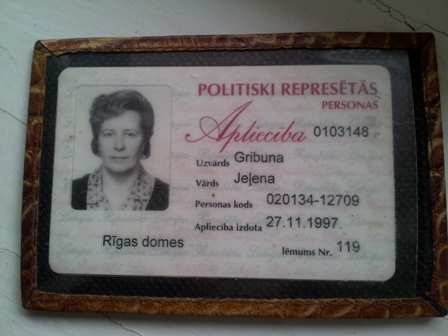 POLITISKI REPRESĒTĀS
PERSONAS
Apliecība 0103148
Uzvārds Gribuna
Vārds Jeļena
Personas kods 020134-12709
Apliecība izdota 27.11.1997.
Rīgas domes lēmums Nr. 119